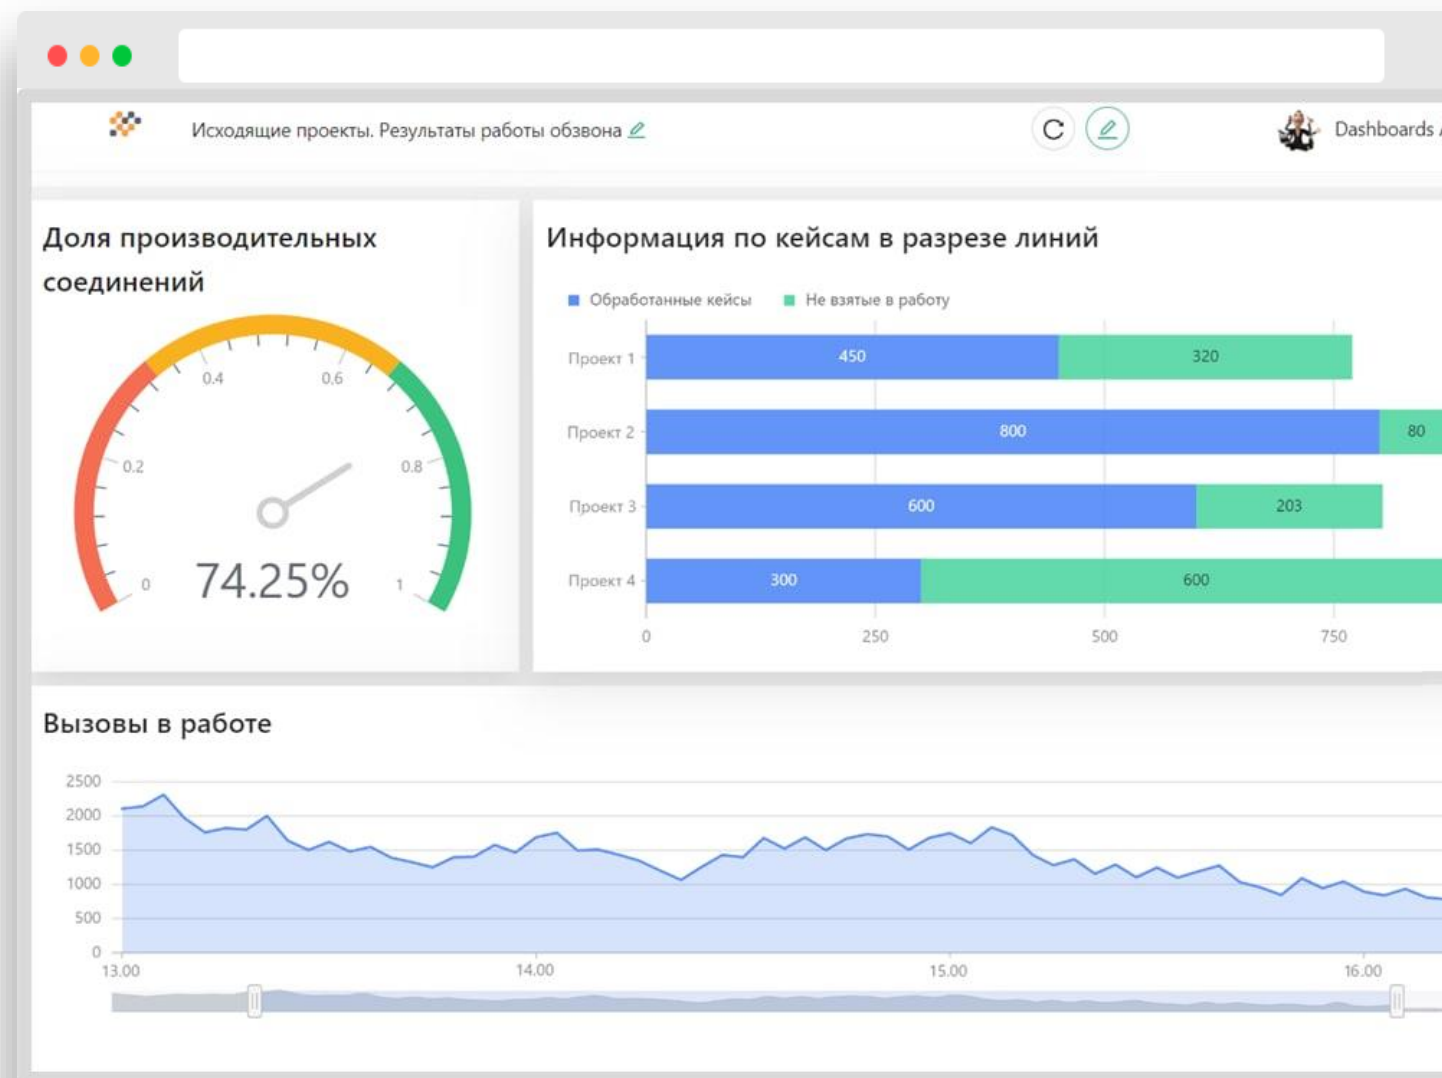 Исходящие проекты. Результаты работы обзвона
Dashboards
Доля производительных
соединений
0.4
0.6
0.2
0.8
0
1
74.25%
Информация по кейсам в разрезе линий
Обработанные кейсы
Не взятые в работу
Проект 1
450
320
Проект 2
800
80
Проект 3
600
203
Проект 4
300
600
0
250
500
750
Вызовы в работе
2500
2000
1500
1000
500
0
13.00
14.00
15.00
16.00